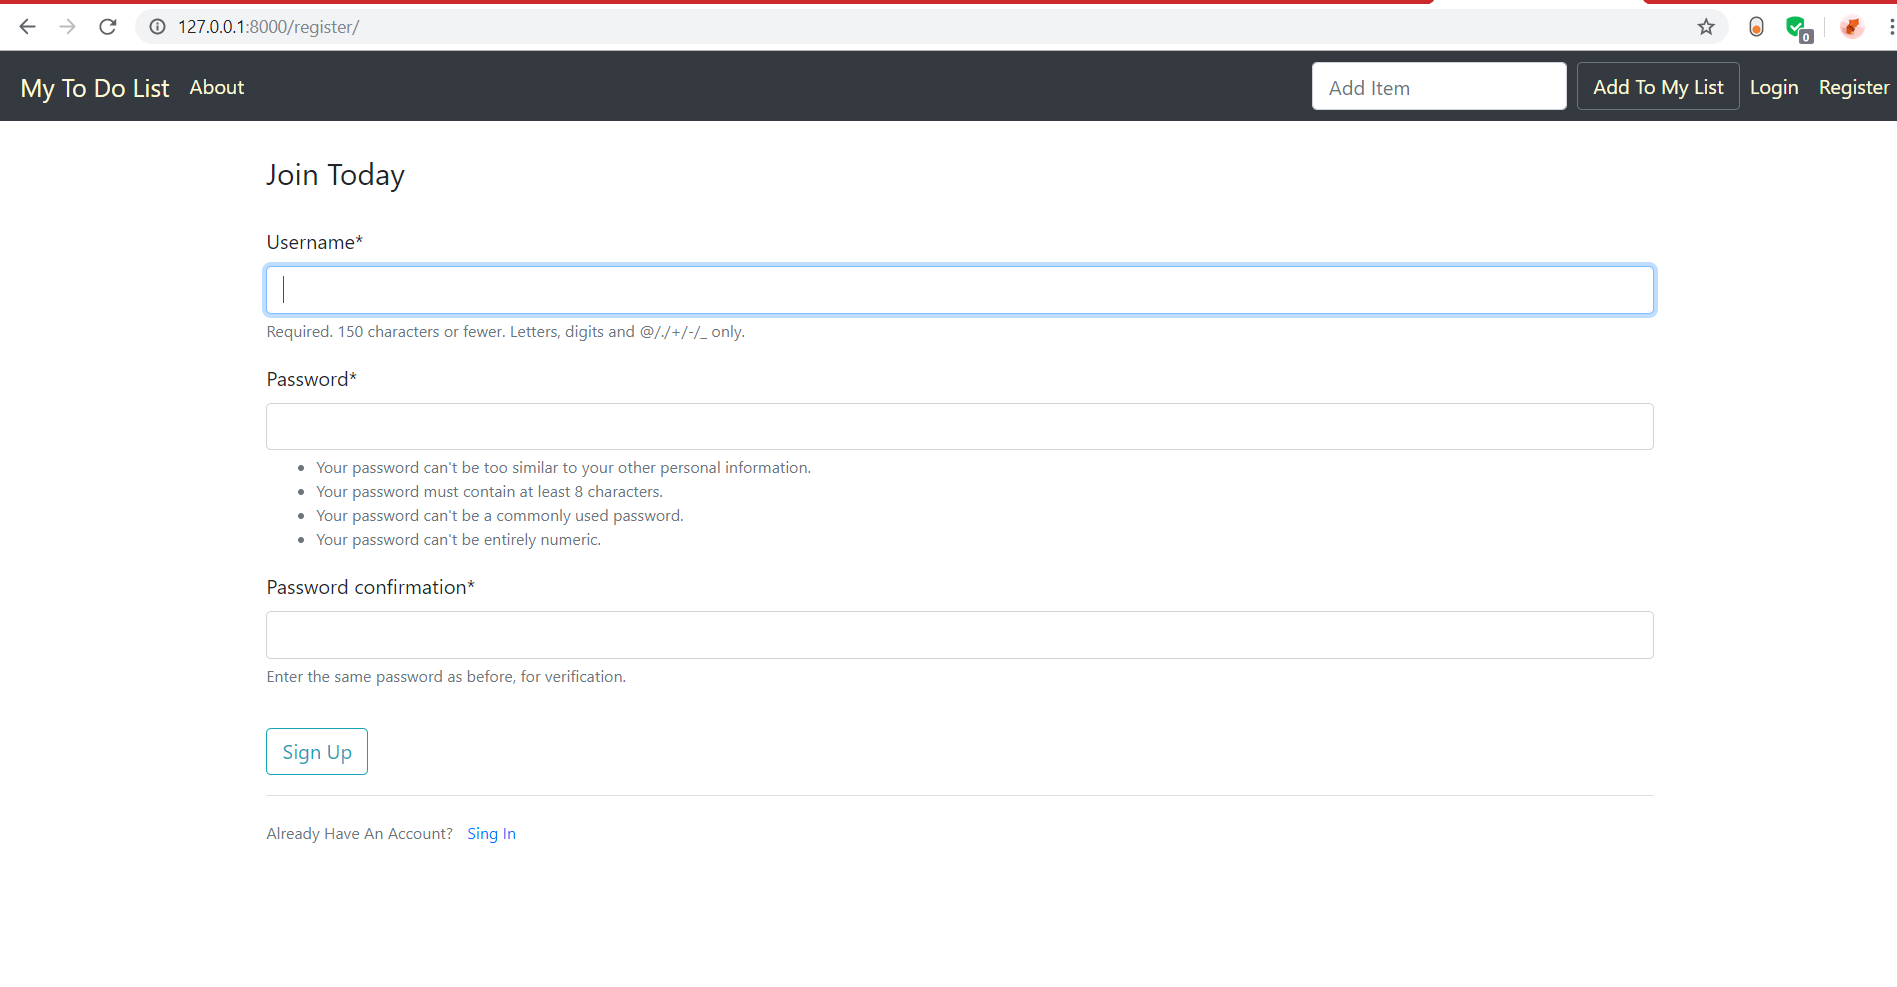 127.0.0.1:8000/register/
0
My To Do List About Add Item Add To My List Login Register
Join Today
Username*
Required. 150 characters or fewer. Letters, digits and @/./+/-/_ only.
Password*
Your password can't be too similar to your other personal information.
Your password must contain at least 8 characters.
Your password can't be a commonly used password.
Your password can't be entirely numeric.
Password confirmation*
Enter the same password as before, for verification.
Sign Up
Already Have An Account? Sing In